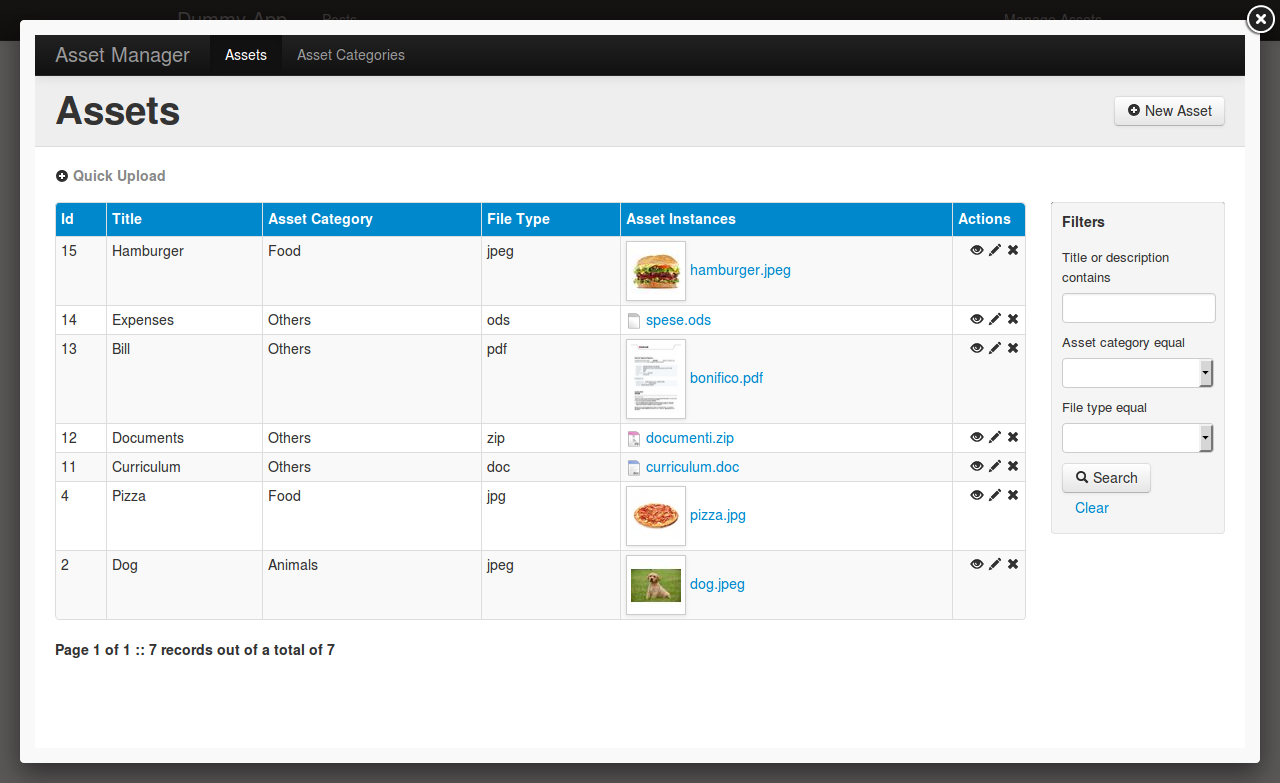 Dummy App Posts Manage Assets
Asset Manager Assets Asset Categories
Assets
New Asset
Quick Upload
Id Title Asset Category File Type Asset Instances Actions
15 Hamburger Food jpeg hamburger.jpeg
14 Expenses Others ods spese.ods
13 Bill Others pdf bonifico.pdf
12 Documents Others zip documenti.zip
11 Curriculum Others doc curriculum.doc
4 Pizza Food jpg pizza.jpg
2 Dog Animals jpeg dog.jpeg
Page 1 of 1 :: 7 records out of a total of 7
Filters
Title or description
contains
Asset category equal
File type equal
Search
Clear